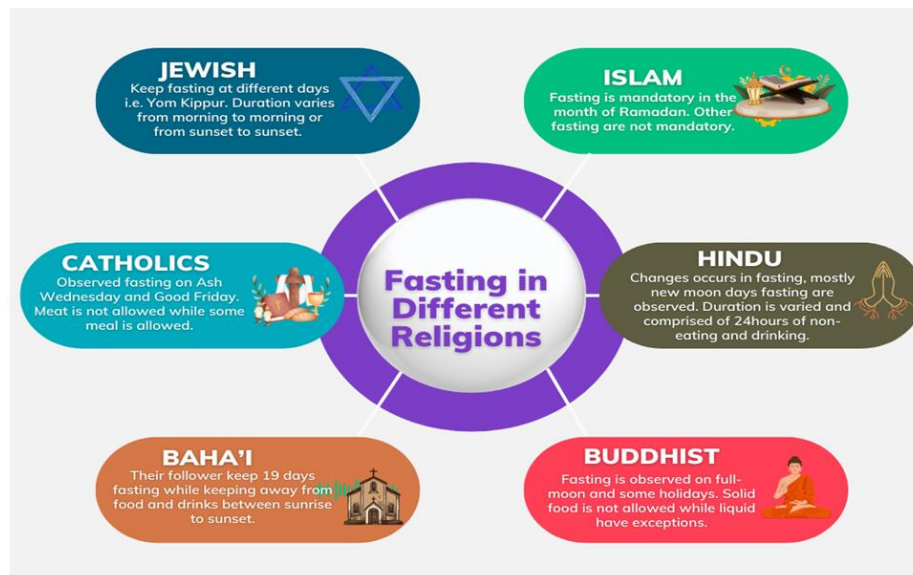 JEWISH
Keep fasting at different days
i.e. Yom Kippur. Duration varies
from morning to morning or
from sunset to sunset.
ISLAM
Fasting is mandatory in the
month of Ramadan. Other
fasting are not mandatory.
CATHOLICS
Observed fasting on Ash
Wednesday and Good Friday.
Meat is not allowed while some
meal is allowed.
Fasting in
Different
Religions
HINDU
Changes occurs in fasting, mostly
new moon days fasting are
observed. Duration is varied and
comprised of 24hours of non-
eating and drinking.
BAHA'I
Their follower keep 19 days
fasting while keeping away from
food and drinks between sunrise
to sunset.
BUDDHIST
Fasting is observed on full-
moon and some holidays. Solid
food is not allowed while liquid
have exceptions.